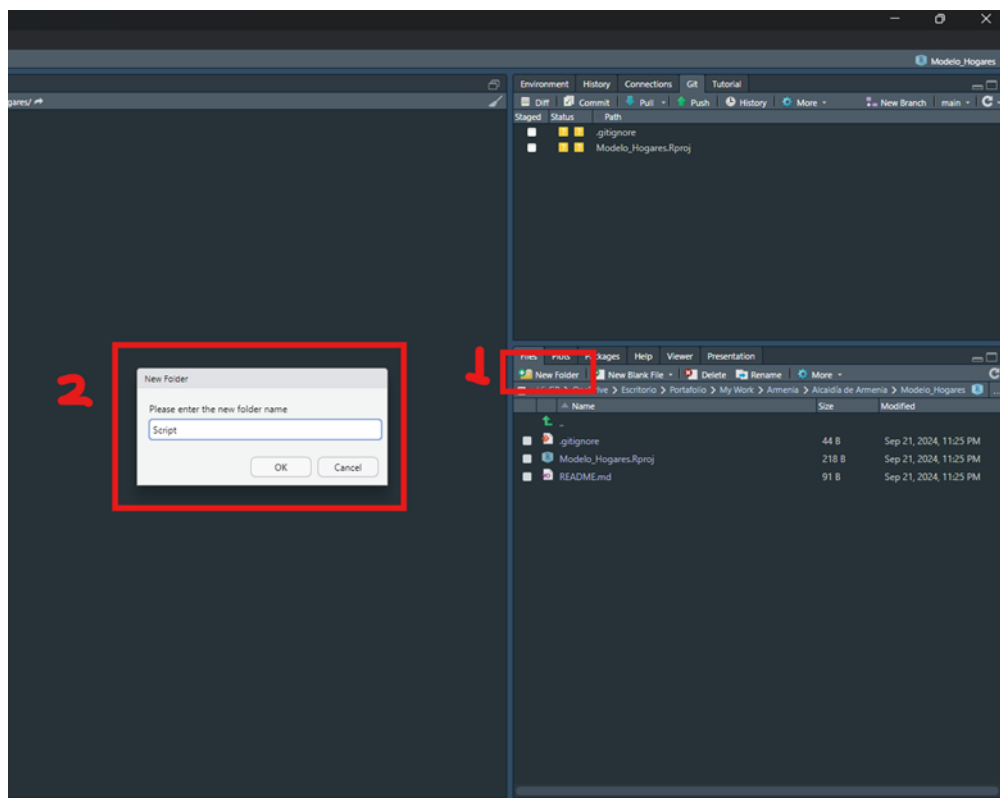 Modelo_Hogares
Environment History Connections Git Tutorial
gares/
Diff Commit Pull Push History More New Branch main
Staged Status Path
.gitignore
Modelo_Hogares.Rproj
1
Files Plots Packages Help Viewer Presentation
New Folder New Blank File Delete Rename More
Escritorio > Portafolio > My Work > Armenia > Alcaldía de Armenia > Modelo_Hogares
Name Size Modified
..
.gitignore 44 B Sep 21, 2024, 11:25 PM
Modelo_Hogares.Rproj 218 B Sep 21, 2024, 11:25 PM
README.md 91 B Sep 21, 2024, 11:25 PM
2
New Folder
Please enter the new folder name
Script
OK Cancel